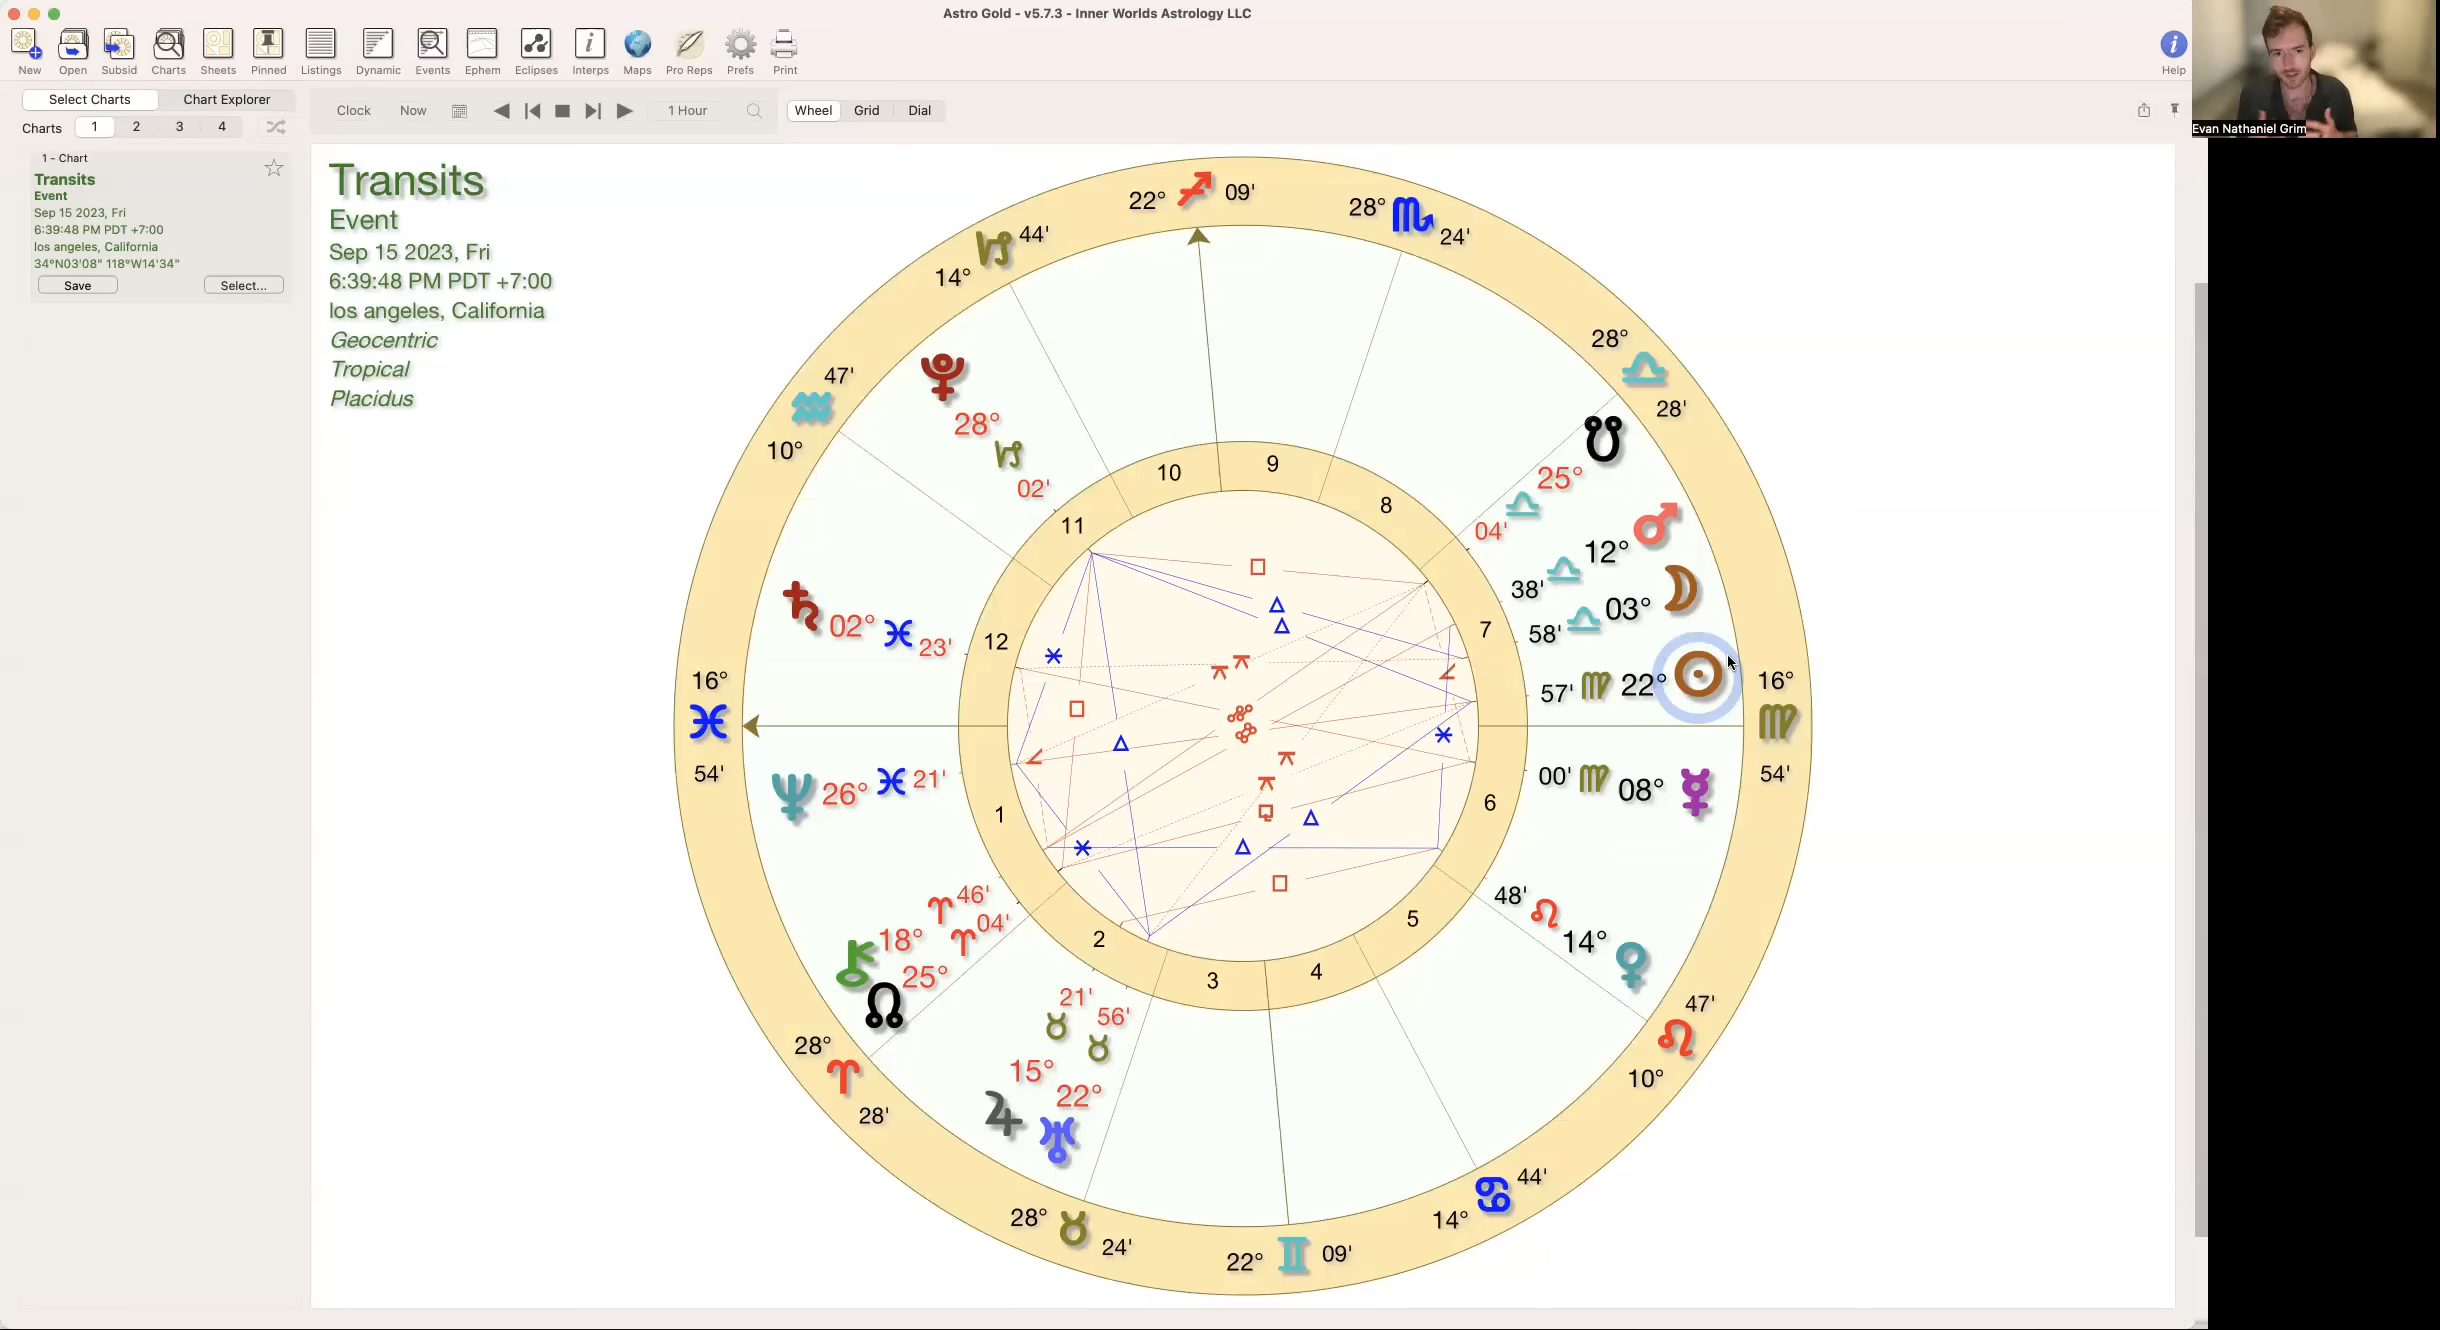 Astro Gold - v5.7.3 - Inner Worlds Astrology LLC
New Open Subsid Charts Sheets Pinned Listings Dynamic Events Ephem Eclipses Interps Maps Pro Reps Prefs Print Help
Evan Nathaniel Grim
Select Charts Chart Explorer
Charts 1 2 3 4
Clock Now 1 Hour Wheel Grid Dial
1 - Chart
Transits
Event
Sep 15 2023, Fri
6:39:48 PM PDT +7:00
los angeles, California
34°N03'08" 118°W14'34"
Save Select...
Transits
Event
Sep 15 2023, Fri
6:39:48 PM PDT +7:00
los angeles, California
Geocentric
Tropical
Placidus
22° ♐ 09'
28° ♏ 24'
14° ♑ 44'
28° ♎ 28'
10° ♒ 47'
16° ♓ 54'
16° ♍ 54'
28° ♈ 28'
28° ♉ 24'
22° ♊ 09'
14° ♋ 44'
10° ♌ 47'
♇ 28° ♑ 02'
♄ 02° ♓ 23'
♆ 26° ♓ 21'
⚷ 18° ♈ 46'
☊ 25° ♈ 04'
♃ 15° ♉ 21'
♅ 22° ♉ 56'
☋ 25° ♎ 04'
♂ 12° ♎ 38'
☽ 03° ♎ 58'
☉ 22° ♍ 57'
☿ 08° ♍ 00'
♀ 14° ♌ 48'
1
2
3
4
5
6
7
8
9
10
11
12